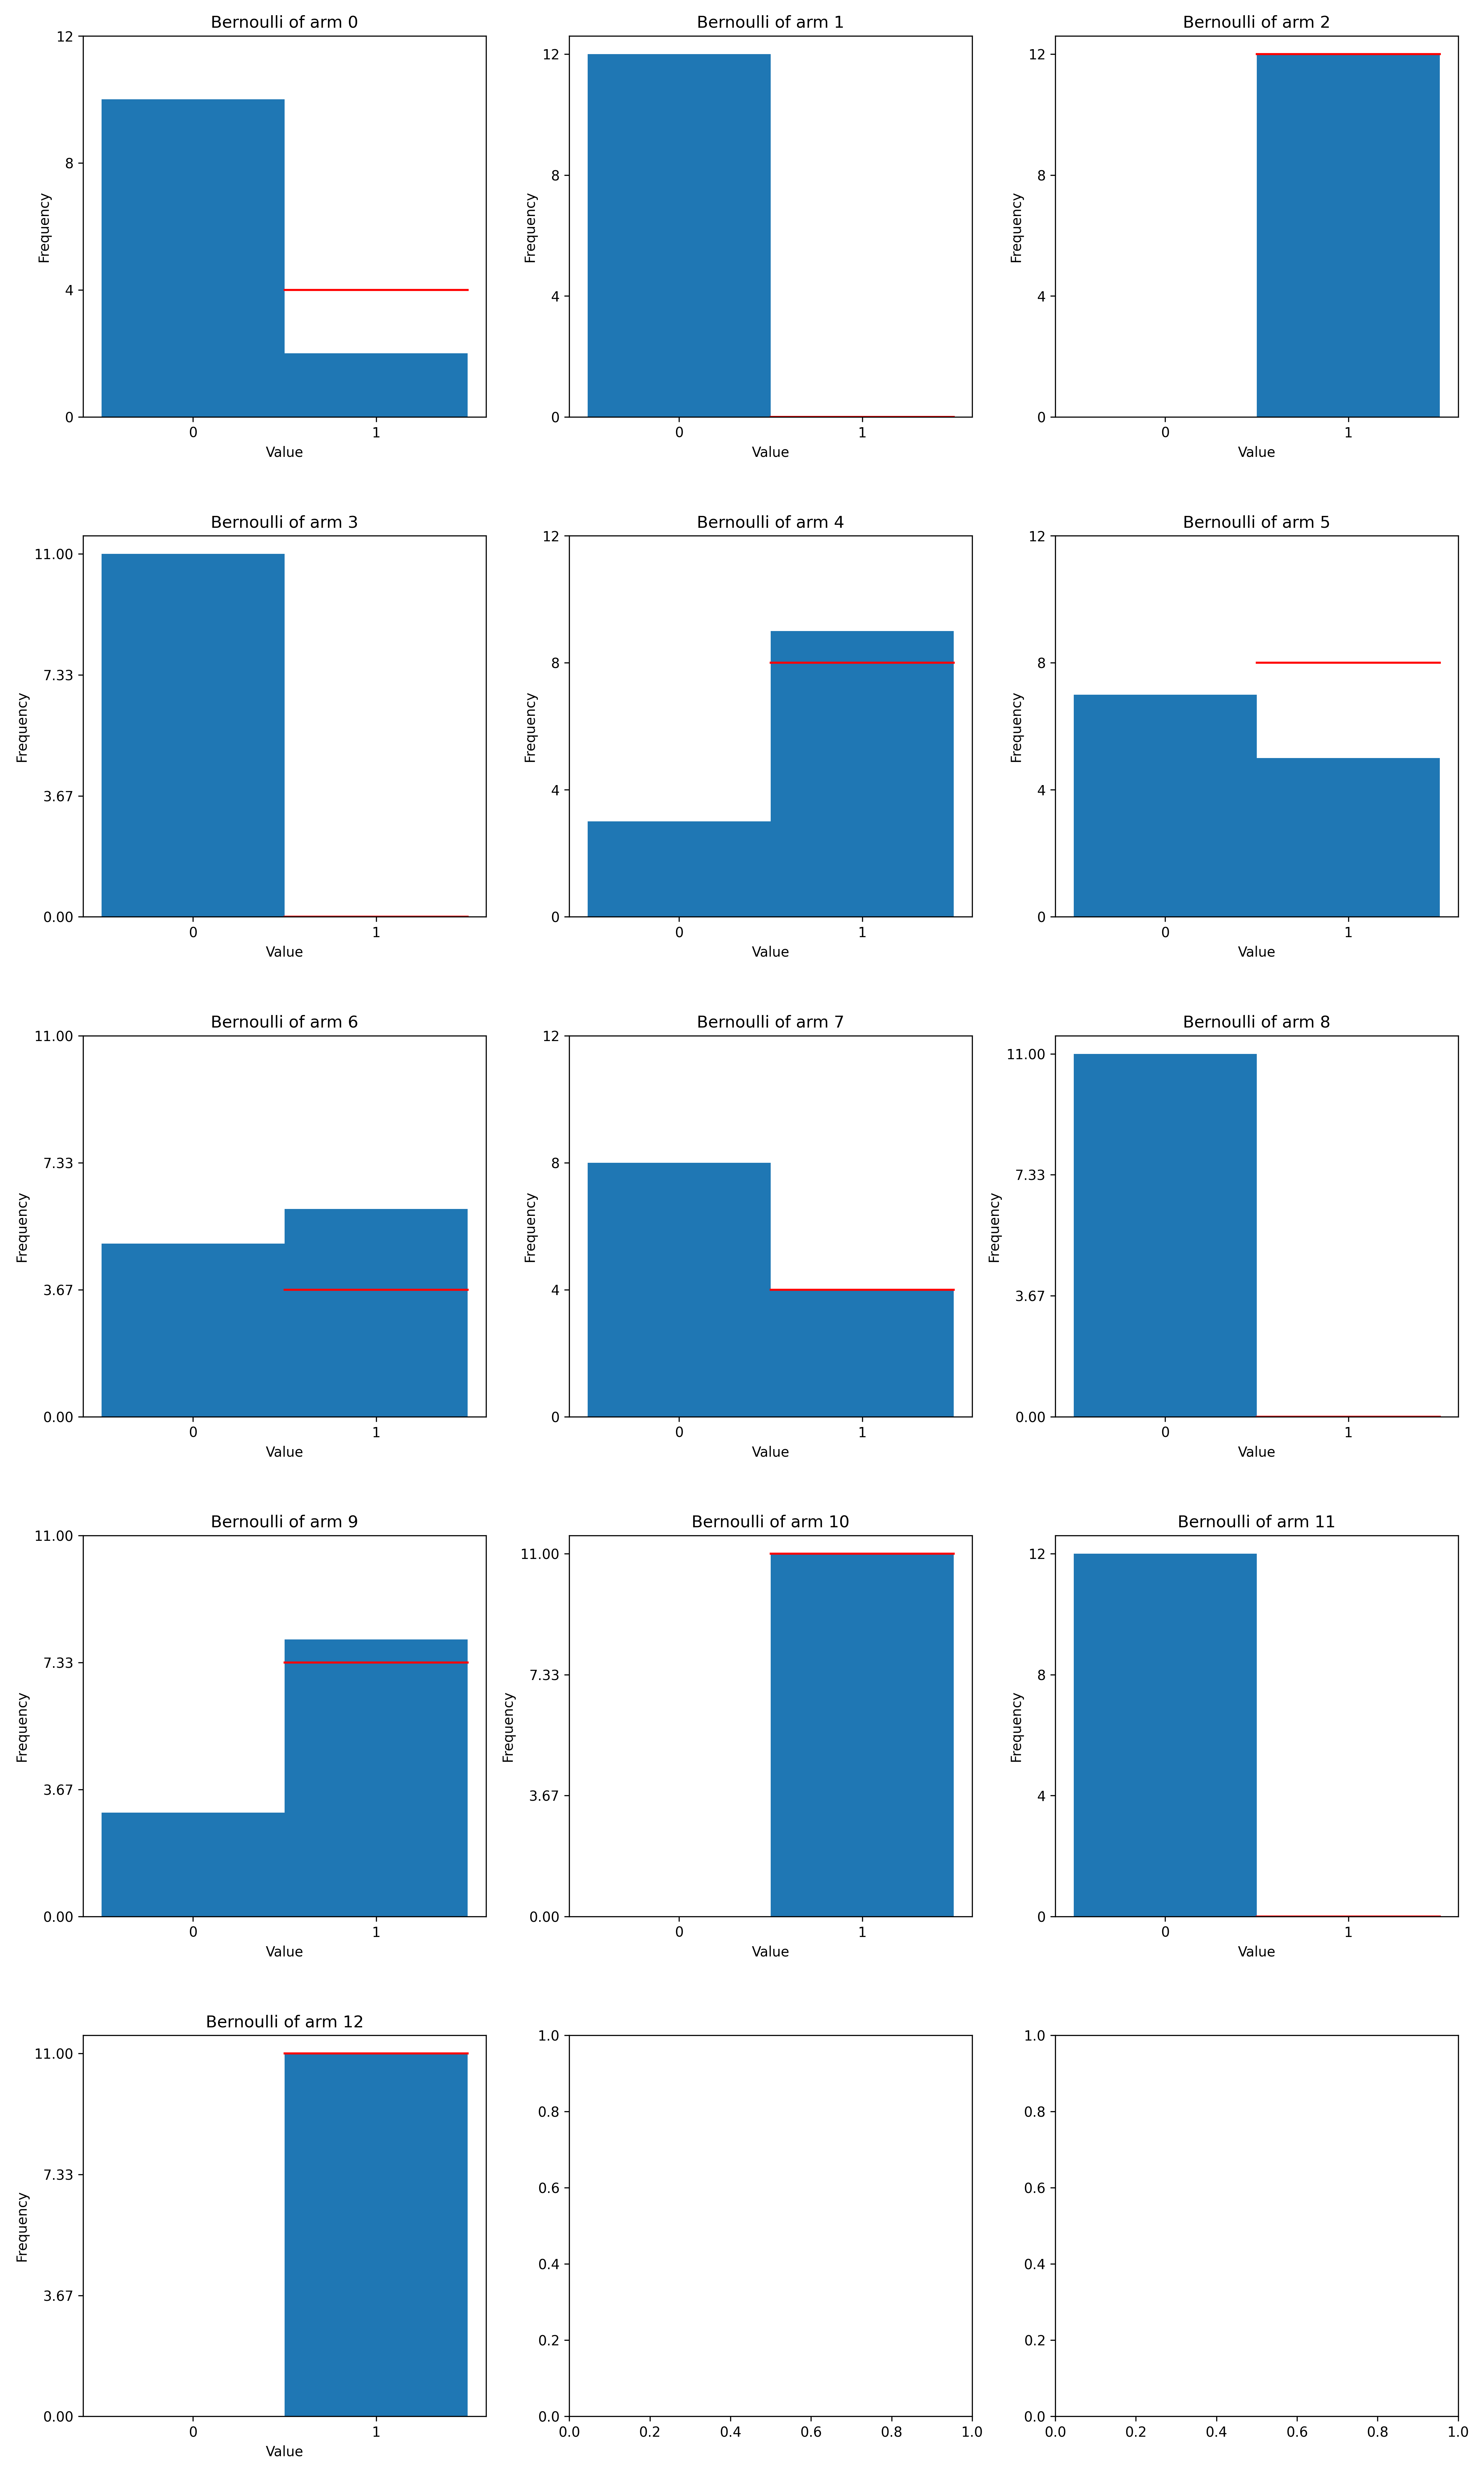 Bernoulli of arm 0
12
8
4
0
Frequency
0 1
Value
Bernoulli of arm 1
12
8
4
0
Frequency
0 1
Value
Bernoulli of arm 2
12
8
4
0
Frequency
0 1
Value
Bernoulli of arm 3
11.00
7.33
3.67
0.00
Frequency
0 1
Value
Bernoulli of arm 4
12
8
4
0
Frequency
0 1
Value
Bernoulli of arm 5
12
8
4
0
Frequency
0 1
Value
Bernoulli of arm 6
11.00
7.33
3.67
0.00
Frequency
0 1
Value
Bernoulli of arm 7
12
8
4
0
Frequency
0 1
Value
Bernoulli of arm 8
11.00
7.33
3.67
0.00
Frequency
0 1
Value
Bernoulli of arm 9
11.00
7.33
3.67
0.00
Frequency
0 1
Value
Bernoulli of arm 10
11.00
7.33
3.67
0.00
Frequency
0 1
Value
Bernoulli of arm 11
12
8
4
0
Frequency
0 1
Value
Bernoulli of arm 12
11.00
7.33
3.67
0.00
Frequency
0 1
Value
1.0
0.8
0.6
0.4
0.2
0.0
0.0 0.2 0.4 0.6 0.8 1.0
1.0
0.8
0.6
0.4
0.2
0.0
0.0 0.2 0.4 0.6 0.8 1.0